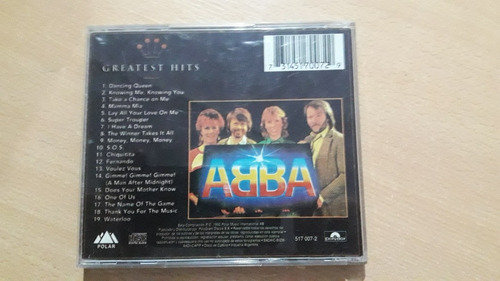 GREATEST HITS
1. Dancing Queen
2. Knowing Me, Knowing You
3. Take a Chance on Me
4. Mamma Mia
5. Lay All Your Love On Me
6. Super Trouper
7. I Have A Dream
8. The Winner Takes It All
9. Money, Money, Money
10 S.O.S.
11 Chiquitita
12 Fernando
13 Voulez Vous
14 Gimme! Gimme! Gimme!
(A Man After Midnight)
15 Does Your Mother Know
16 One Of Us
17 The Name Of The Game
18 Thank You For The Music
19 Waterloo
ABBA
POLAR
517 007-2